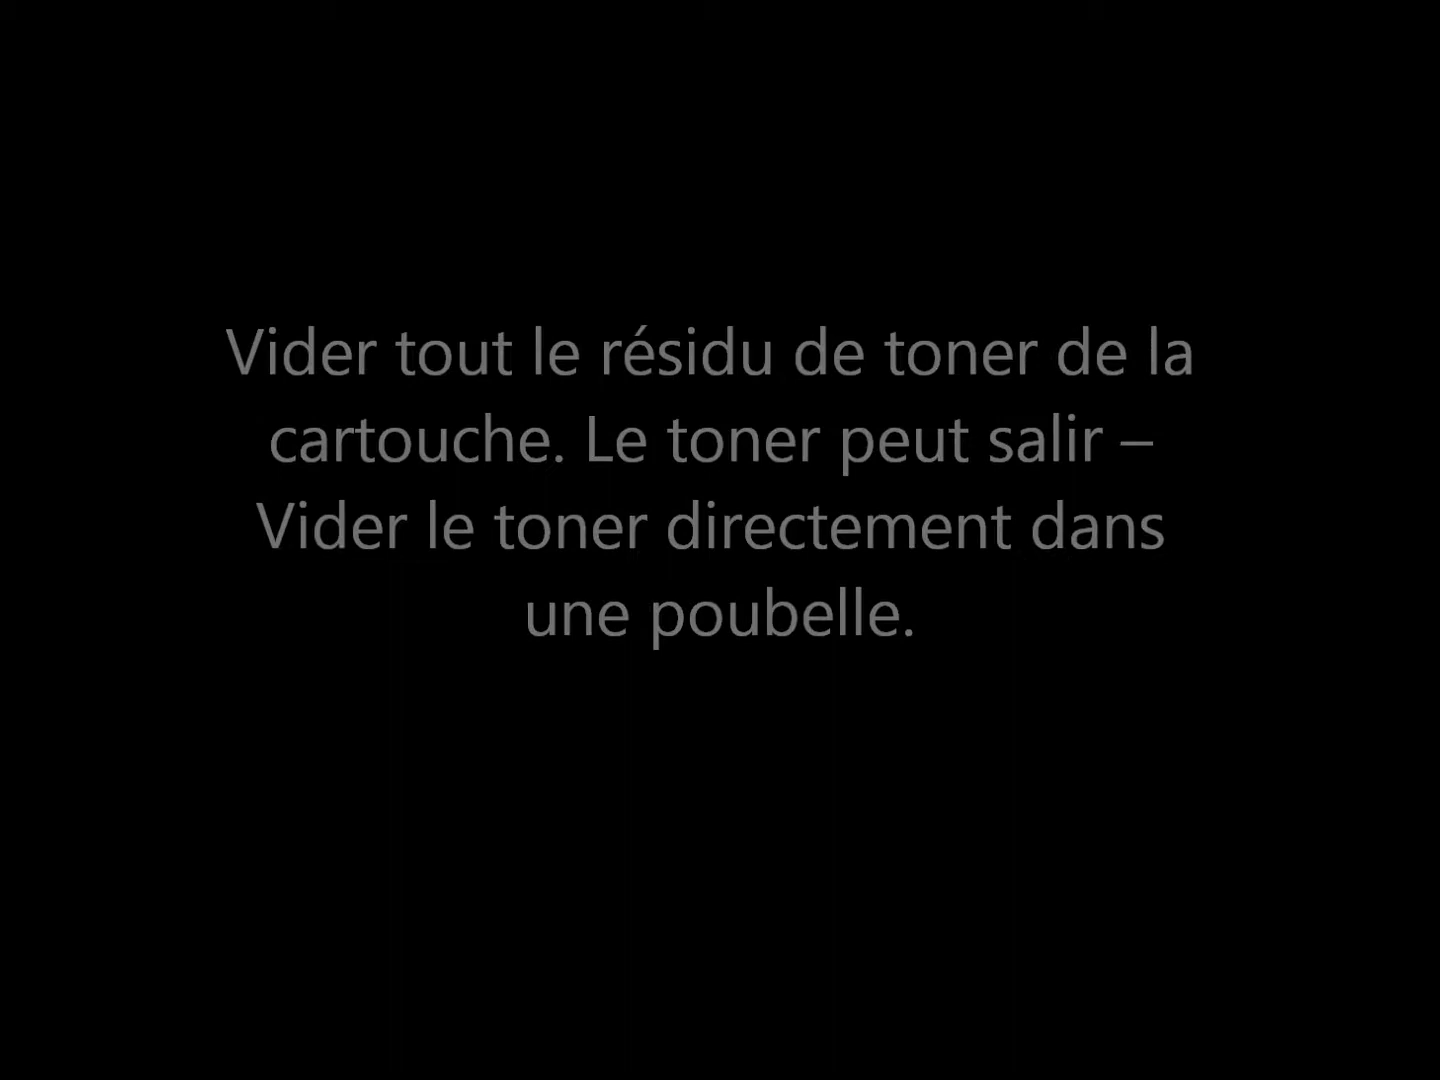 Vider tout le résidu de toner de la
cartouche. Le toner peut salir –
Vider le toner directement dans
une poubelle.